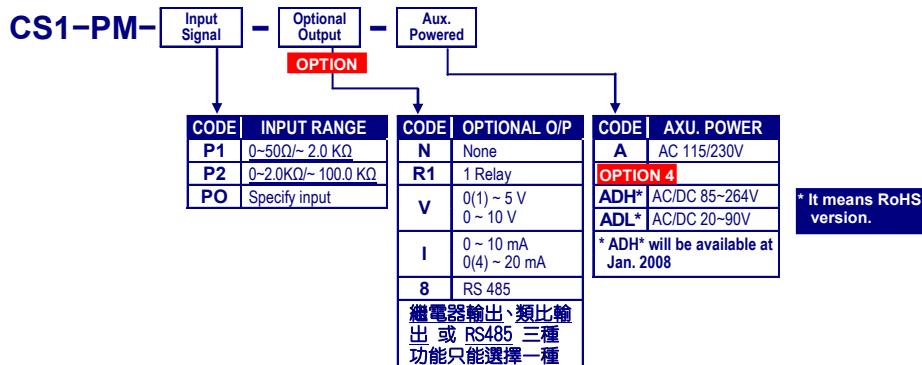 CS1-PM- Input Signal - Optional Output - Aux. Powered
OPTION
CODE INPUT RANGE
P1 0~50Ω/~ 2.0 KΩ
P2 0~2.0KΩ/~ 100.0 KΩ
PO Specify input
CODE OPTIONAL O/P
N None
R1 1 Relay
V 0(1) ~ 5 V
0 ~ 10 V
I 0 ~ 10 mA
0(4) ~ 20 mA
8 RS 485
繼電器輸出、類比輸
出 或 RS485 三種
功能只能選擇一種
CODE AXU. POWER
A AC 115/230V
OPTION 4
ADH* AC/DC 85~264V
ADL* AC/DC 20~90V
* ADH* will be available at
Jan. 2008
* It means RoHS
version.